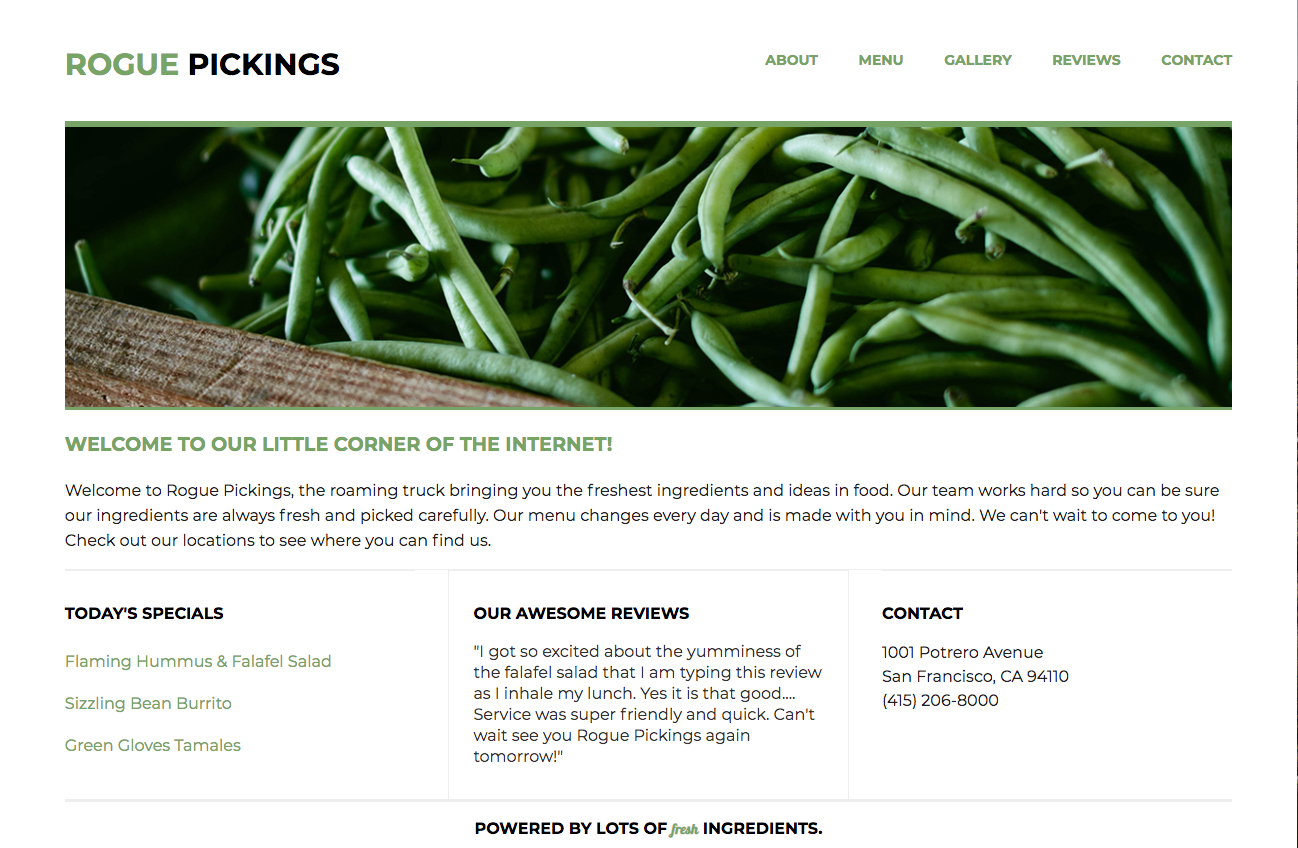 ROGUE PICKINGS
ABOUT MENU GALLERY REVIEWS CONTACT
WELCOME TO OUR LITTLE CORNER OF THE INTERNET!
Welcome to Rogue Pickings, the roaming truck bringing you the freshest ingredients and ideas in food. Our team works hard so you can be sure
our ingredients are always fresh and picked carefully. Our menu changes every day and is made with you in mind. We can't wait to come to you!
Check out our locations to see where you can find us.
TODAY'S SPECIALS
Flaming Hummus & Falafel Salad
Sizzling Bean Burrito
Green Gloves Tamales
OUR AWESOME REVIEWS
"I got so excited about the yumminess of
the falafel salad that I am typing this review
as I inhale my lunch. Yes it is that good....
Service was super friendly and quick. Can't
wait see you Rogue Pickings again
tomorrow!"
CONTACT
1001 Potrero Avenue
San Francisco, CA 94110
(415) 206-8000
POWERED BY LOTS OF fresh INGREDIENTS.